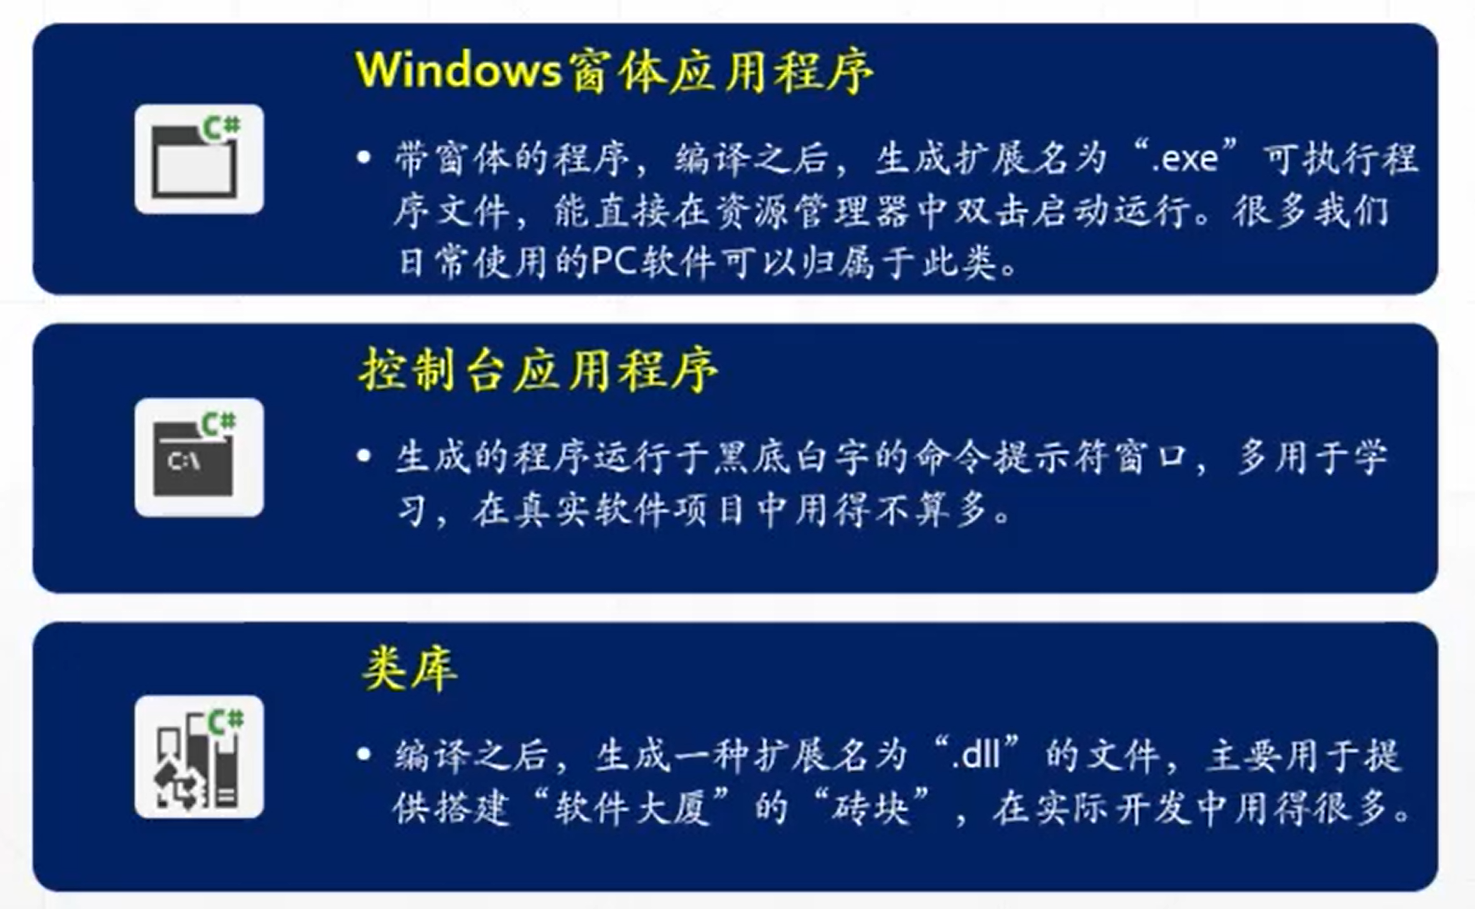 Windows窗体应用程序
C#
• 带窗体的程序，编译之后，生成扩展名为“.exe”可执行程
序文件，能直接在资源管理器中双击启动运行。很多我们
日常使用的PC软件可以归属于此类。
控制台应用程序
C#
C:\
• 生成的程序运行于黑底白字的命令提示符窗口，多用于学
习，在真实软件项目中用得不算多。
类库
C#
• 编译之后，生成一种扩展名为“.dll”的文件，主要用于提
供搭建“软件大厦”的“砖块”，在实际开发中用得很多。